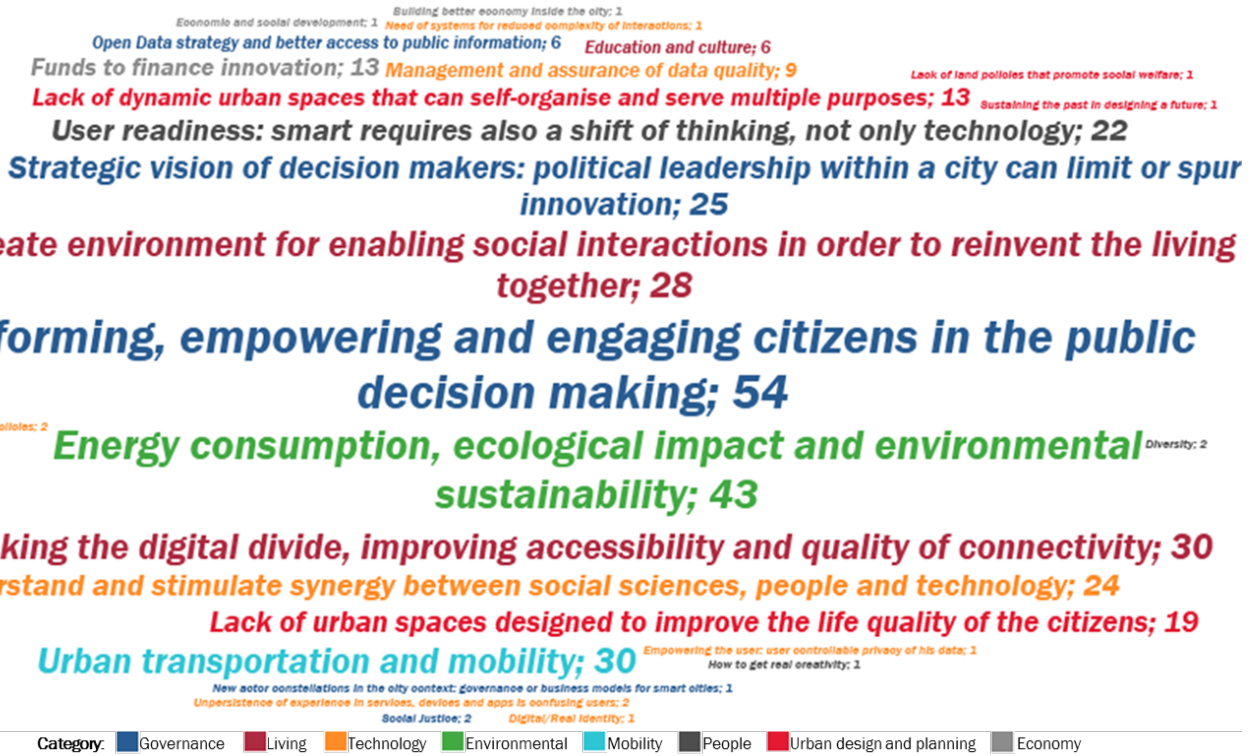 Building better economy inside the city; 1
Economic and social development; 1 Need of systems for reduced complexity of interactions; 1
Open Data strategy and better access to public information; 6 Education and culture; 6
Funds to finance innovation; 13 Management and assurance of data quality; 9 Lack of land policies that promote social welfare; 1
Lack of dynamic urban spaces that can self-organise and serve multiple purposes; 13 Sustaining the past in designing a future; 1
User readiness: smart requires also a shift of thinking, not only technology; 22
Strategic vision of decision makers: political leadership within a city can limit or spur
innovation; 25
eate environment for enabling social interactions in order to reinvent the living
together; 28
forming, empowering and engaging citizens in the public
decision making; 54
olicies; 2
Energy consumption, ecological impact and environmental Diversity; 2
sustainability; 43
king the digital divide, improving accessibility and quality of connectivity; 30
rstand and stimulate synergy between social sciences, people and technology; 24
Lack of urban spaces designed to improve the life quality of the citizens; 19
Urban transportation and mobility; 30 Empowering the user: user controllable privacy of his data; 1
How to get real creativity; 1
New actor constellations in the city context: governance or business models for smart cities; 1
Unpersistence of experience in services, devices and apps is confusing users; 2
Social Justice; 2 Digital/Real Identity; 1
Category: Governance Living Technology Environmental Mobility People Urban design and planning Economy